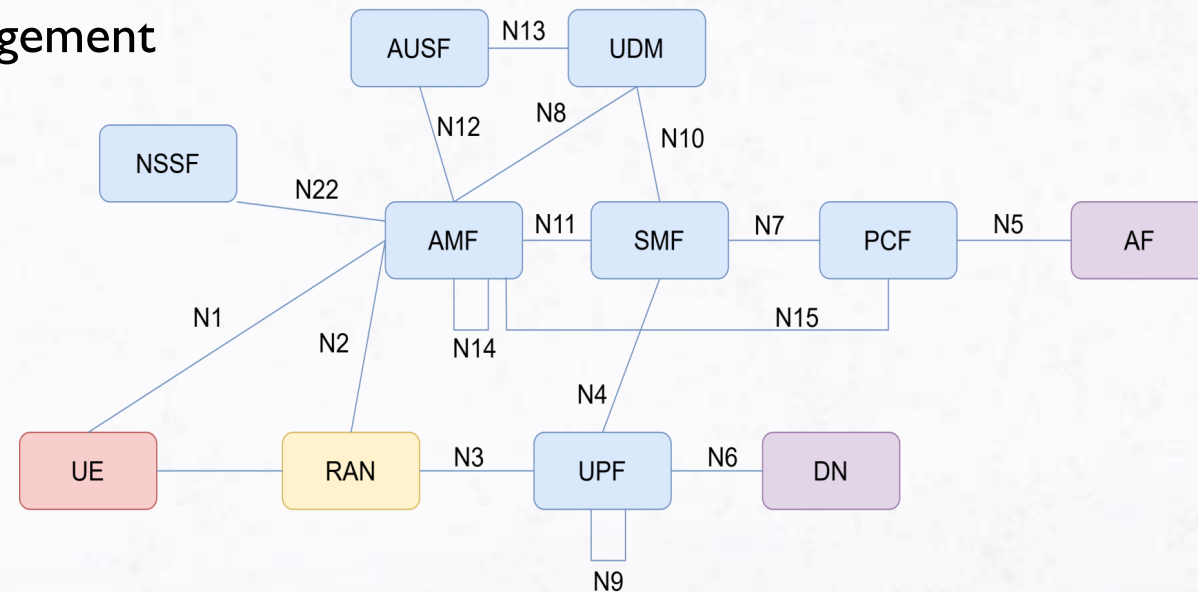 gement
AUSF
N13
UDM
N12
N8
N10
NSSF
N22
AMF
N11
SMF
N7
PCF
N5
AF
N1
N2
N14
N15
N4
UE
RAN
N3
UPF
N6
DN
N9